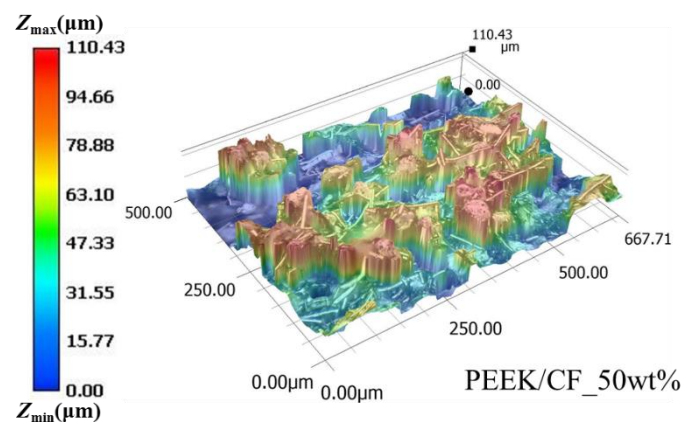 Zmax(μm)
110.43
94.66
78.88
63.10
47.33
31.55
15.77
0.00
Zmin(μm)
110.43
μm
0.00
500.00
250.00
0.00μm
0.00μm
250.00
500.00
667.71
PEEK/CF_50wt%